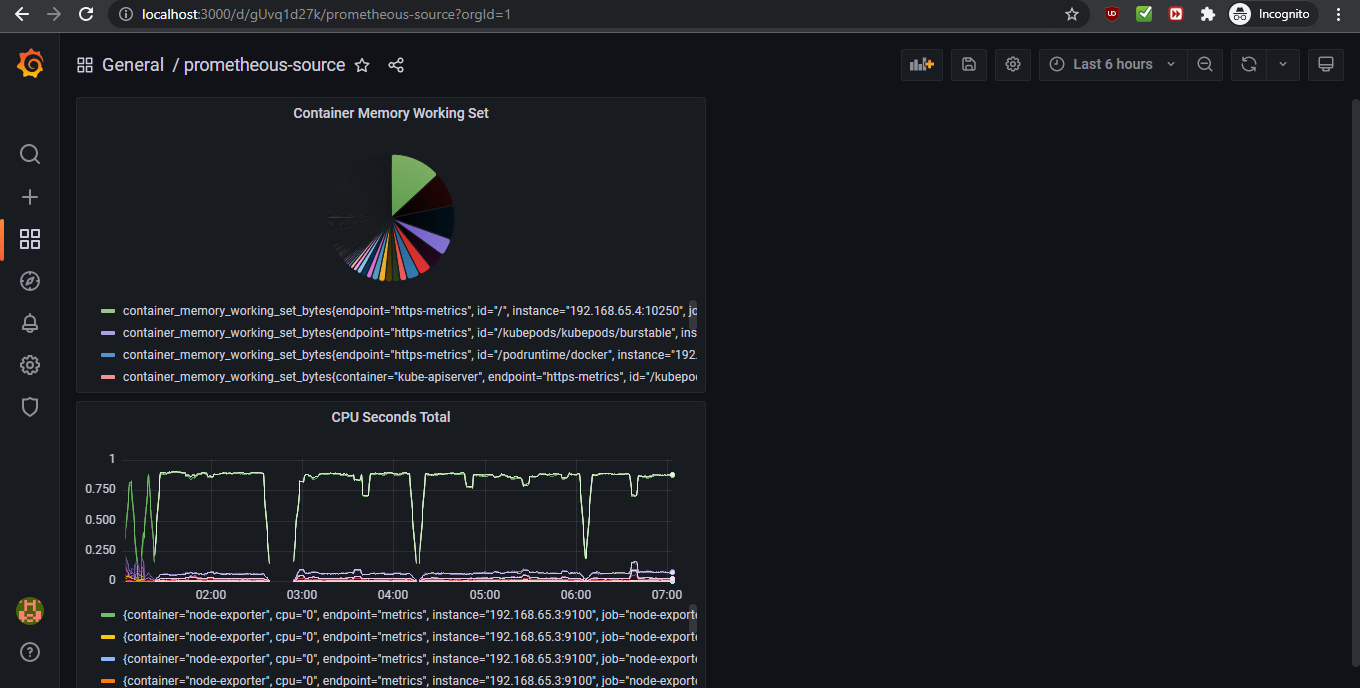 localhost:3000/d/gUvq1d27k/prometheous-source?orgId=1
Incognito
General / prometheous-source
Last 6 hours
Container Memory Working Set
container_memory_working_set_bytes{endpoint="https-metrics", id="/", instance="192.168.65.4:10250", jo
container_memory_working_set_bytes{endpoint="https-metrics", id="/kubepods/kubepods/burstable", ins
container_memory_working_set_bytes{endpoint="https-metrics", id="/podruntime/docker", instance="192.
container_memory_working_set_bytes{container="kube-apiserver", endpoint="https-metrics", id="/kubepo
CPU Seconds Total
1
0.750
0.500
0.250
0
02:00 03:00 04:00 05:00 06:00 07:00
{container="node-exporter", cpu="0", endpoint="metrics", instance="192.168.65.3:9100", job="node-exporte
{container="node-exporter", cpu="0", endpoint="metrics", instance="192.168.65.3:9100", job="node-exporte
{container="node-exporter", cpu="0", endpoint="metrics", instance="192.168.65.3:9100", job="node-exporte
{container="node-exporter", cpu="0", endpoint="metrics", instance="192.168.65.3:9100", job="node-exporte